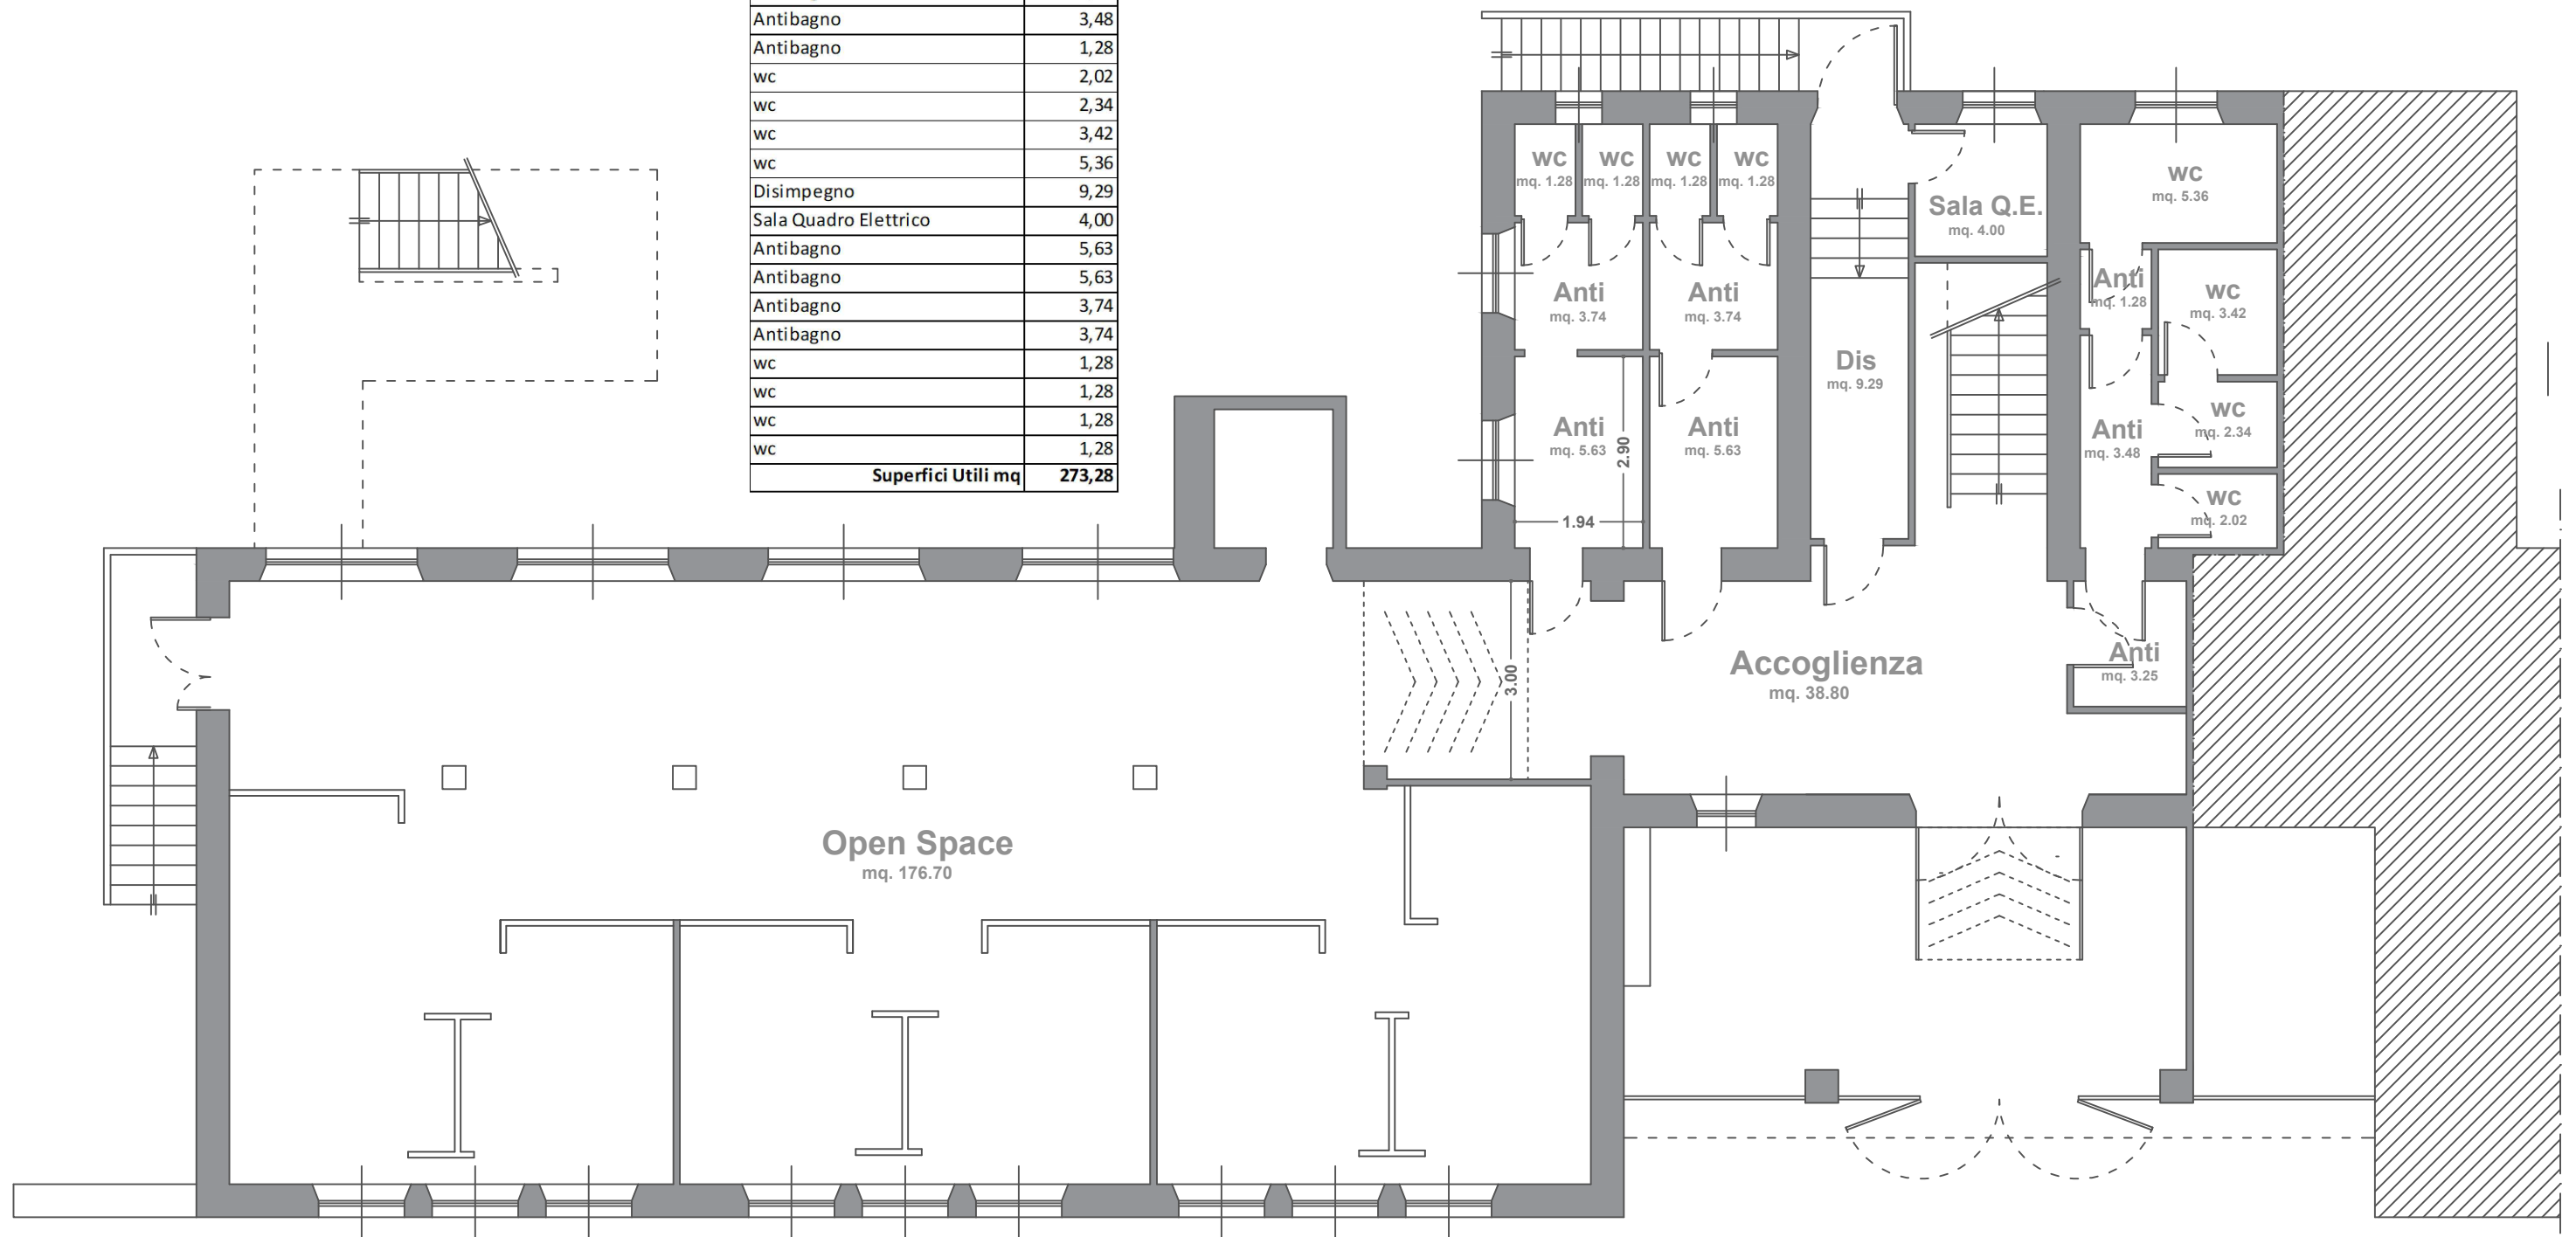 Antibagno 3,48
Antibagno 1,28
wc 2,02
wc 2,34
wc 3,42
wc 5,36
Disimpegno 9,29
Sala Quadro Elettrico 4,00
Antibagno 5,63
Antibagno 5,63
Antibagno 3,74
Antibagno 3,74
wc 1,28
wc 1,28
wc 1,28
wc 1,28
Superfici Utili mq 273,28
wc wc wc wc
mq. 1.28 mq. 1.28 mq. 1.28 mq. 1.28
wc
mq. 5.36
Sala Q.E.
mq. 4.00
Anti
mq. 3.74
Anti
mq. 3.74
Anti
mq. 1.28
wc
mq. 3.42
Dis
mq. 9.29
Anti
mq. 5.63
2.90
Anti
mq. 5.63
Anti
mq. 3.48
wc
mq. 2.34
wc
mq. 2.02
1.94
3.00
Accoglienza
mq. 38.80
Anti
mq. 3.25
Open Space
mq. 176.70